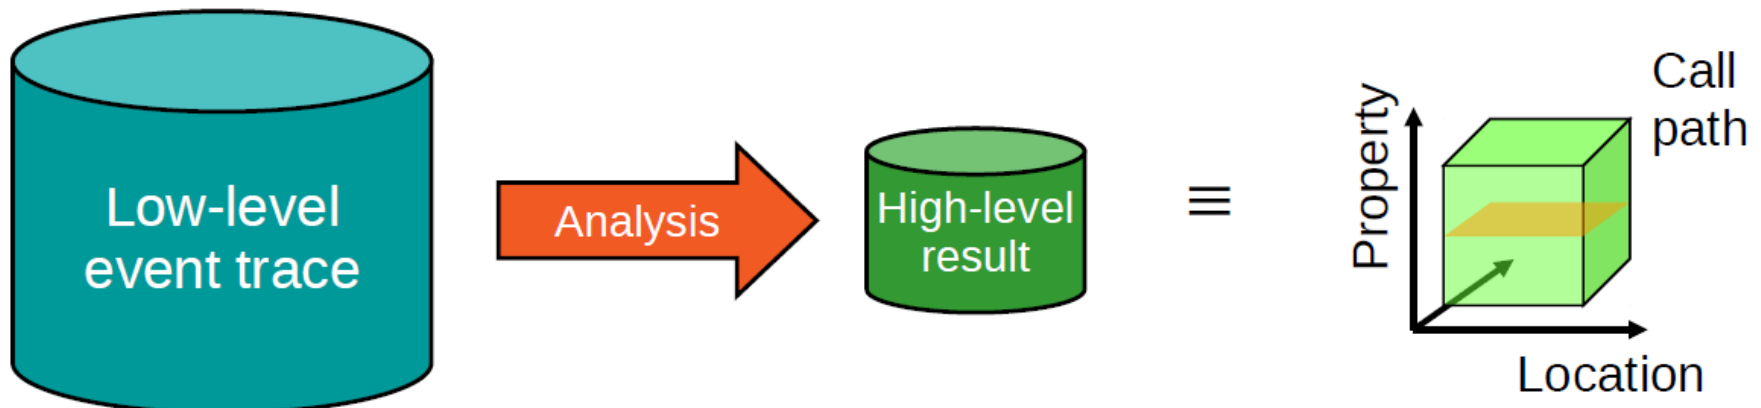 Low-level
event trace
Analysis
High-level
result
≡
Property
Call
path
Location